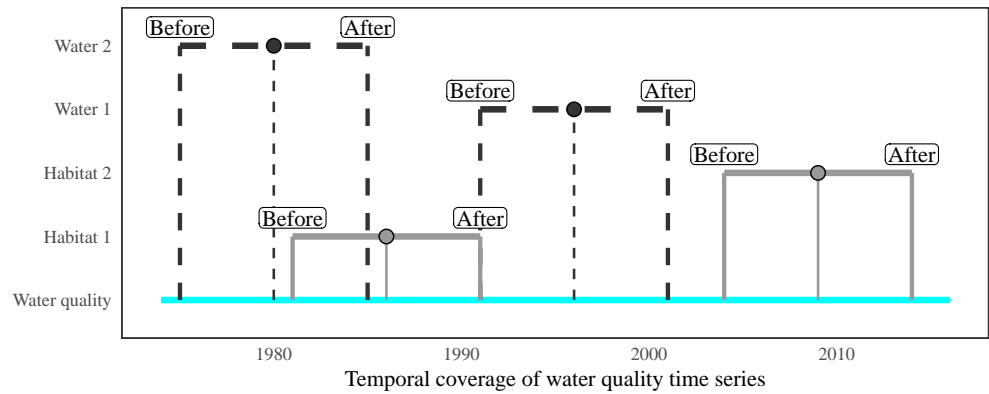 Before
After
Water 2
Before
After
Water 1
Before
After
Habitat 2
Before
After
Habitat 1
Water quality
1980
1990
2000
2010
Temporal coverage of water quality time series